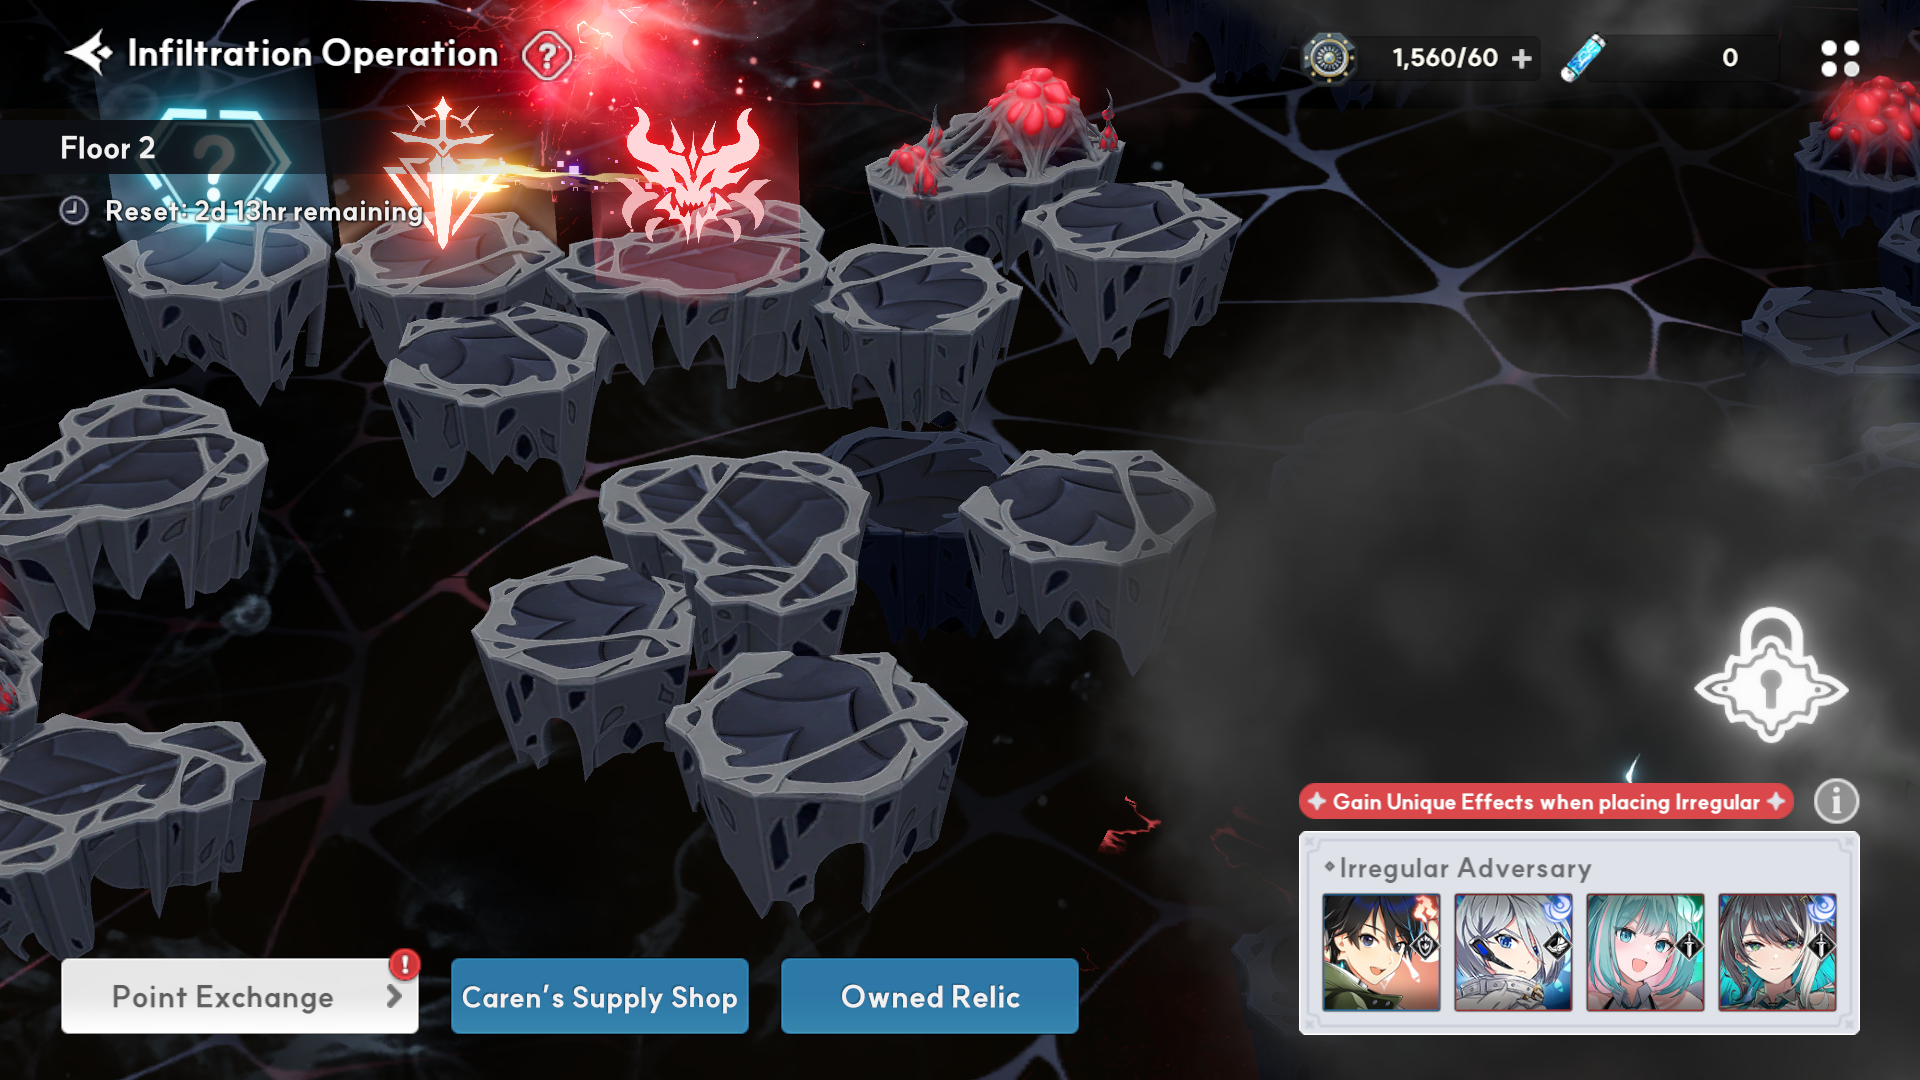 Infiltration Operation
?
1,560/60 +
0
Floor 2
?
Reset: 2d 13hr remaining
Gain Unique Effects when placing Irregular
i
Irregular Adversary
Point Exchange
!
Caren's Supply Shop
Owned Relic